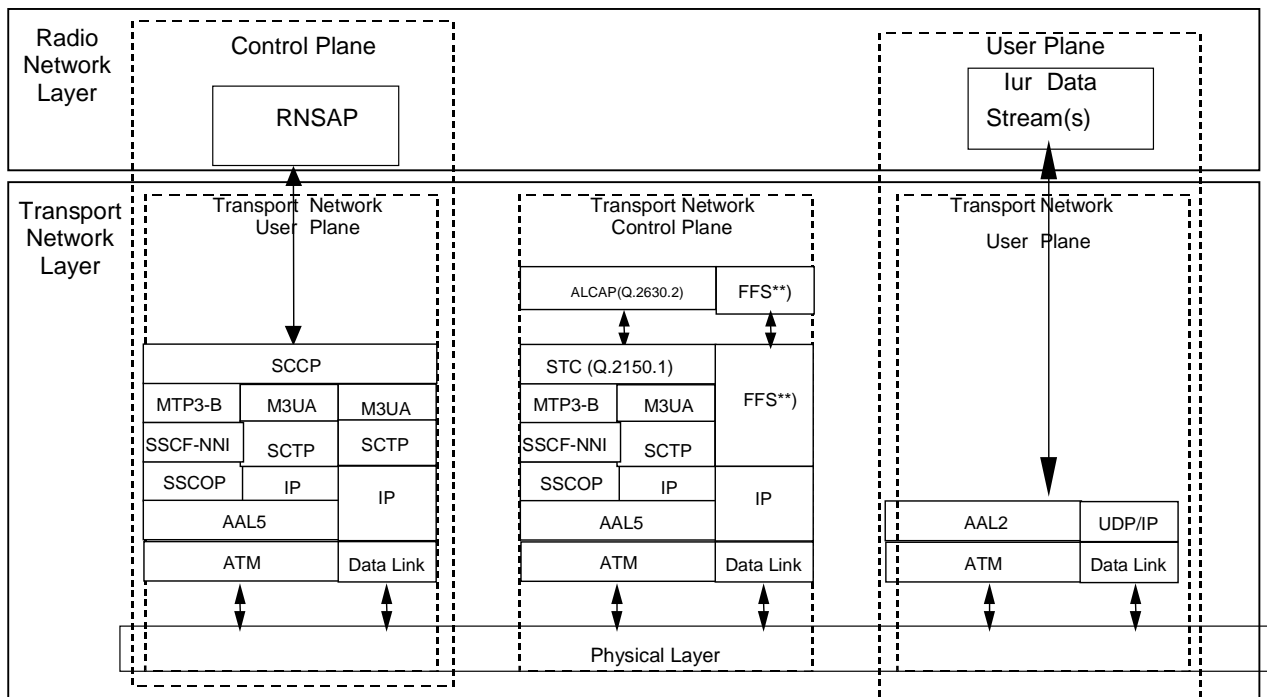 Radio
Network
Layer
Control Plane
RNSAP
User Plane
Iur Data
Stream(s)
Transport
Network
Layer
Transport Network
User Plane
SCCP
MTP3-B
M3UA
M3UA
SSCF-NNI
SCTP
SCTP
SSCOP
IP
IP
AAL5
ATM
Data Link
Transport Network
Control Plane
ALCAP(Q.2630.2)
FFS**)
STC (Q.2150.1)
FFS**)
MTP3-B
M3UA
SSCF-NNI
SCTP
SSCOP
IP
IP
AAL5
ATM
Data Link
Transport Network
User Plane
AAL2
UDP/IP
ATM
Data Link
Physical Layer